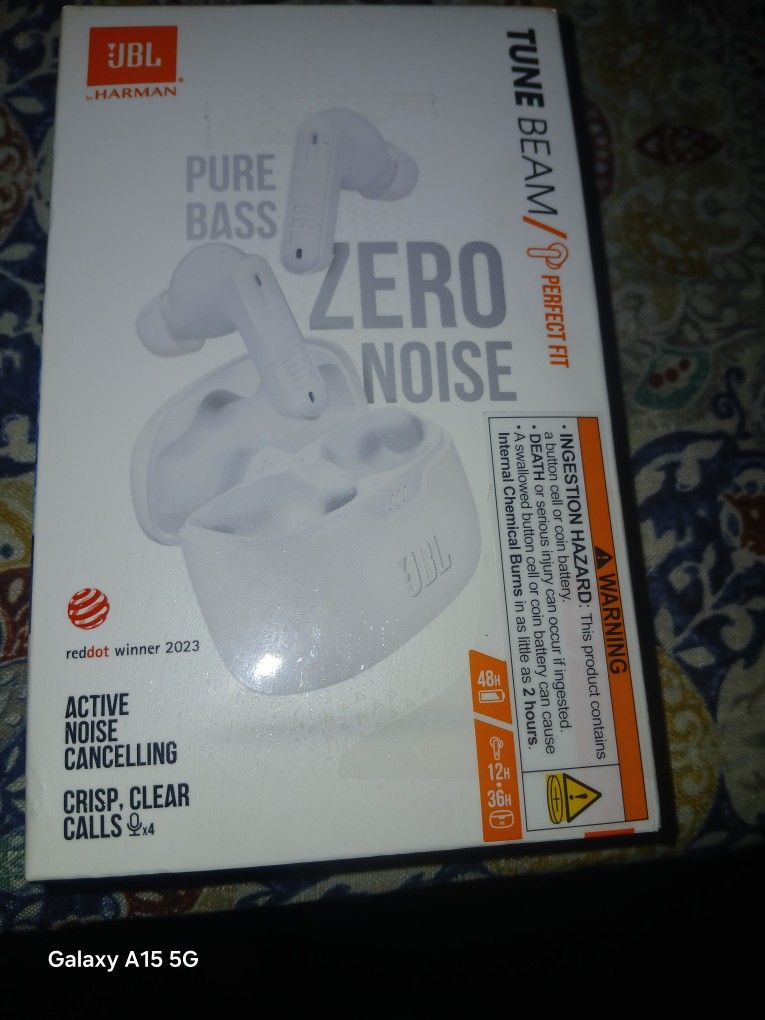 JBL
by HARMAN
TUNE BEAM/
PERFECT FIT
PURE
BASS
ZERO
NOISE
JBL
JBL
reddot winner 2023
ACTIVE
NOISE
CANCELLING
CRISP, CLEAR
CALLS x4
48H
12H
+
36H
WARNING
• INGESTION HAZARD: This product contains
a button cell or coin battery.
• DEATH or serious injury can occur if ingested.
• A swallowed button cell or coin battery can cause
Internal Chemical Burns in as little as 2 hours.
Galaxy A15 5G